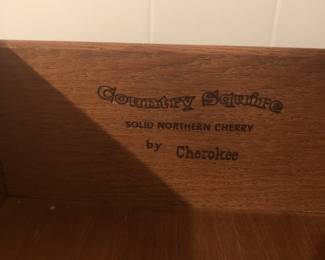 Country Squire
SOLID NORTHERN CHERRY
by Cherokee